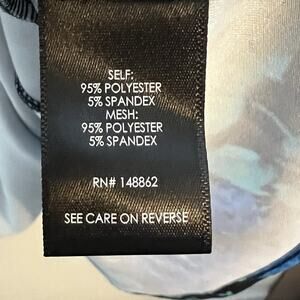 SELF:
95% POLYESTER
5% SPANDEX
MESH:
95% POLYESTER
5% SPANDEX
RN# 148862
SEE CARE ON REVERSE